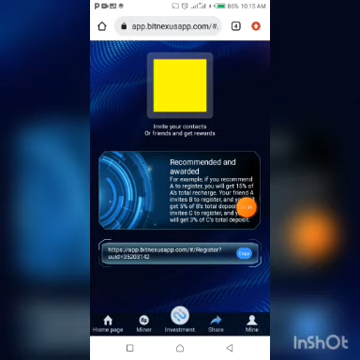 86% 10:15 AM
app.bitnexusapp.com/#.
4
Invite your contacts
Or friends and get rewards
Recommended and
awarded
For example, if you recommend
A to register, you will get 15% of
A's total recharge. Your friend A
invites B to register, and you
get 5% of B's total depos
invites C to register, and you
will get 3% of C's total deposit.
https://app.bitnexusapp.com/#/Register?
uuid=35203142
Copy
Home page Miner Investment Share Mine
InShOt